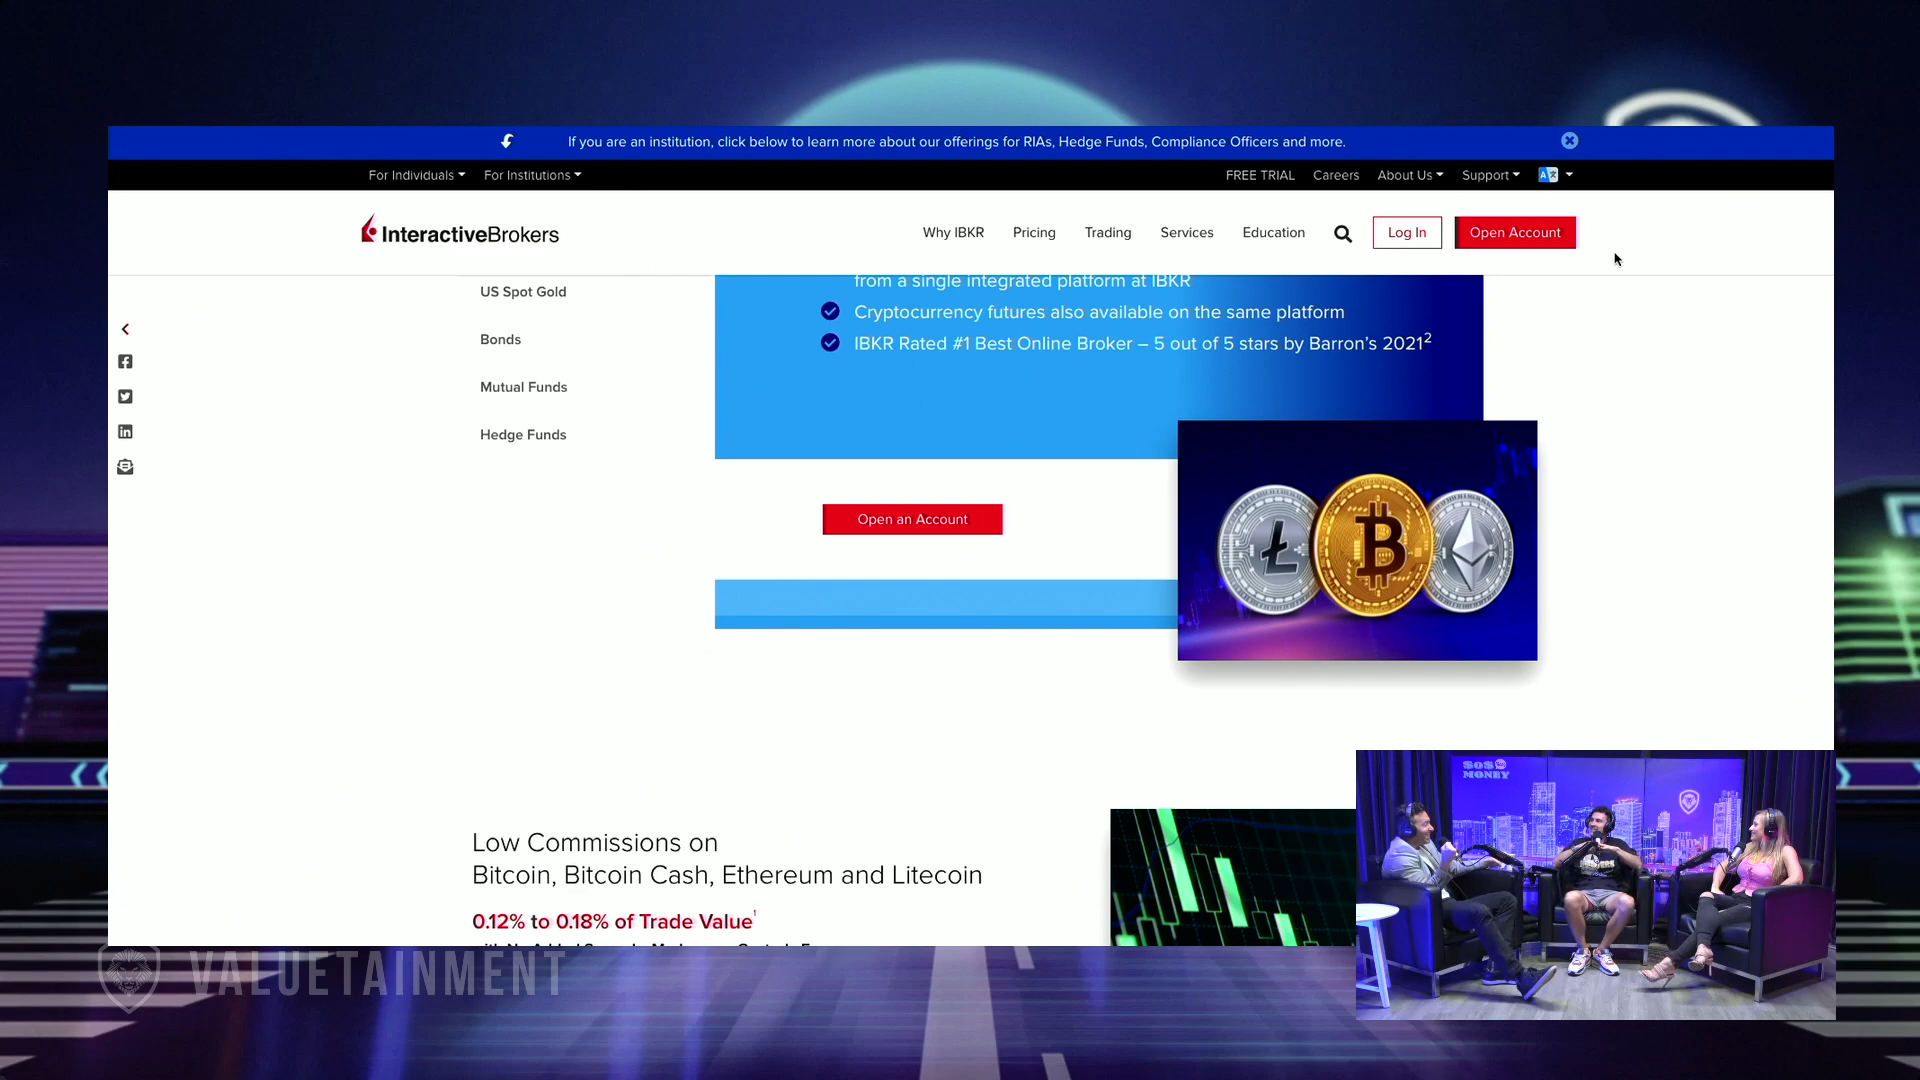 If you are an institution, click below to learn more about our offerings for RIAs, Hedge Funds, Compliance Officers and more.
For Individuals
For Institutions
FREE TRIAL
Careers
About Us
Support
InteractiveBrokers
Why IBKR
Pricing
Trading
Services
Education
Log In
Open Account
US Spot Gold
Bonds
Mutual Funds
Hedge Funds
from a single integrated platform at IBKR
Cryptocurrency futures also available on the same platform
IBKR Rated #1 Best Online Broker – 5 out of 5 stars by Barron's 2021²
Open an Account
Low Commissions on
Bitcoin, Bitcoin Cash, Ethereum and Litecoin
0.12% to 0.18% of Trade Value¹
SOS
MONEY
VALUETAINMENT